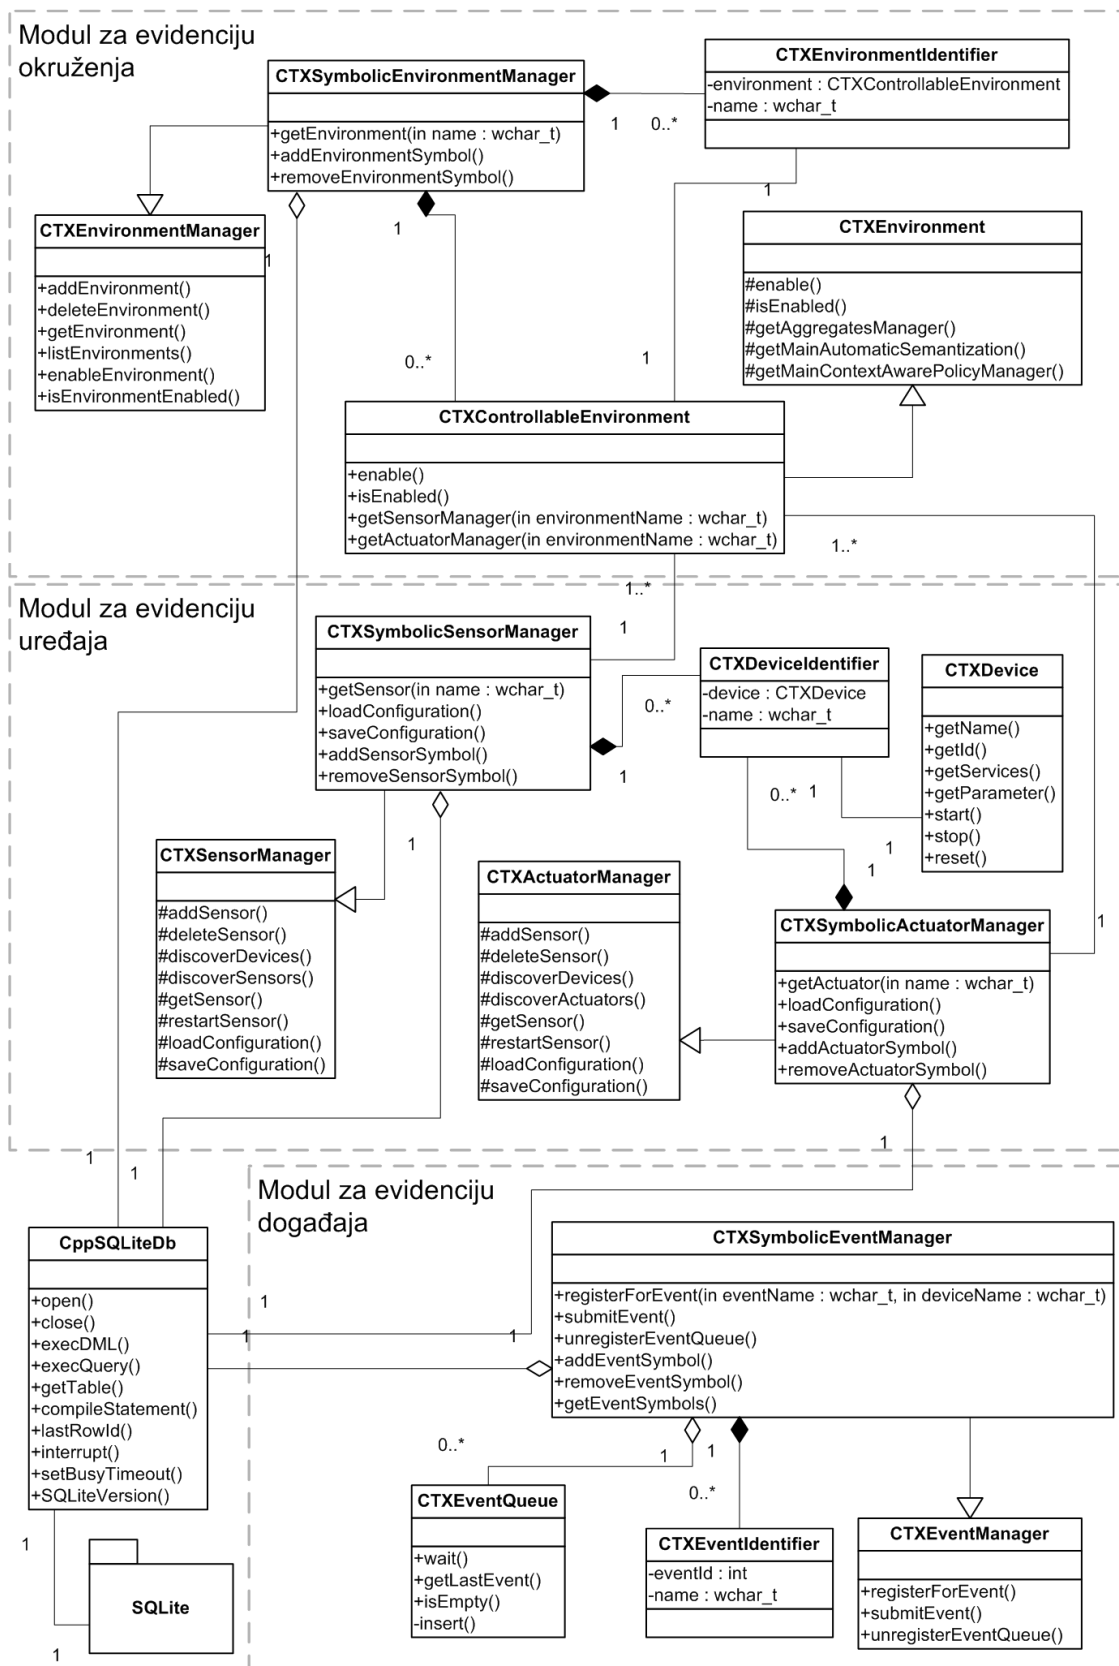 Modul za evidenciju
okruženja
CTXSymbolicEnvironmentManager
+getEnvironment(in name : wchar_t)
+addEnvironmentSymbol()
+removeEnvironmentSymbol()
CTXEnvironmentIdentifier
-environment : CTXControllableEnvironment
-name : wchar_t
1
0..*
1
1
CTXEnvironmentManager
+addEnvironment()
+deleteEnvironment()
+getEnvironment()
+listEnvironments()
+enableEnvironment()
+isEnvironmentEnabled()
1
CTXEnvironment
#enable()
#isEnabled()
#getAggregatesManager()
#getMainAutomaticSemantization()
#getMainContextAwarePolicyManager()
0..*
1
CTXControllableEnvironment
+enable()
+isEnabled()
+getSensorManager(in environmentName : wchar_t)
+getActuatorManager(in environmentName : wchar_t)
1..*
1..*
Modul za evidenciju
uređaja
CTXSymbolicSensorManager
+getSensor(in name : wchar_t)
+loadConfiguration()
+saveConfiguration()
+addSensorSymbol()
+removeSensorSymbol()
1
0..*
1
CTXDeviceIdentifier
-device : CTXDevice
-name : wchar_t
CTXDevice
+getName()
+getId()
+getServices()
+getParameter()
+start()
+stop()
+reset()
0..*
1
1
1
1
CTXSensorManager
#addSensor()
#deleteSensor()
#discoverDevices()
#discoverSensors()
#getSensor()
#restartSensor()
#loadConfiguration()
#saveConfiguration()
CTXActuatorManager
#addSensor()
#deleteSensor()
#discoverDevices()
#discoverActuators()
#getSensor()
#restartSensor()
#loadConfiguration()
#saveConfiguration()
CTXSymbolicActuatorManager
+getActuator(in name : wchar_t)
+loadConfiguration()
+saveConfiguration()
+addActuatorSymbol()
+removeActuatorSymbol()
1
1
1
1
Modul za evidenciju
događaja
CppSQLiteDb
+open()
+close()
+execDML()
+execQuery()
+getTable()
+compileStatement()
+lastRowId()
+interrupt()
+setBusyTimeout()
+SQLiteVersion()
1
1
1
CTXSymbolicEventManager
+registerForEvent(in eventName : wchar_t, in deviceName : wchar_t)
+submitEvent()
+unregisterEventQueue()
+addEventSymbol()
+removeEventSymbol()
+getEventSymbols()
0..*
1
1
0..*
CTXEventQueue
+wait()
+getLastEvent()
+isEmpty()
-insert()
CTXEventIdentifier
-eventId : int
-name : wchar_t
CTXEventManager
+registerForEvent()
+submitEvent()
+unregisterEventQueue()
1
SQLite
1